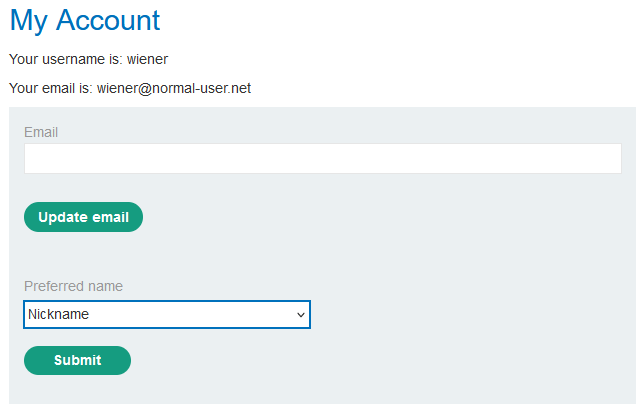 My Account
Your username is: wiener
Your email is: wiener@normal-user.net
Email
Update email
Preferred name
Nickname
Submit